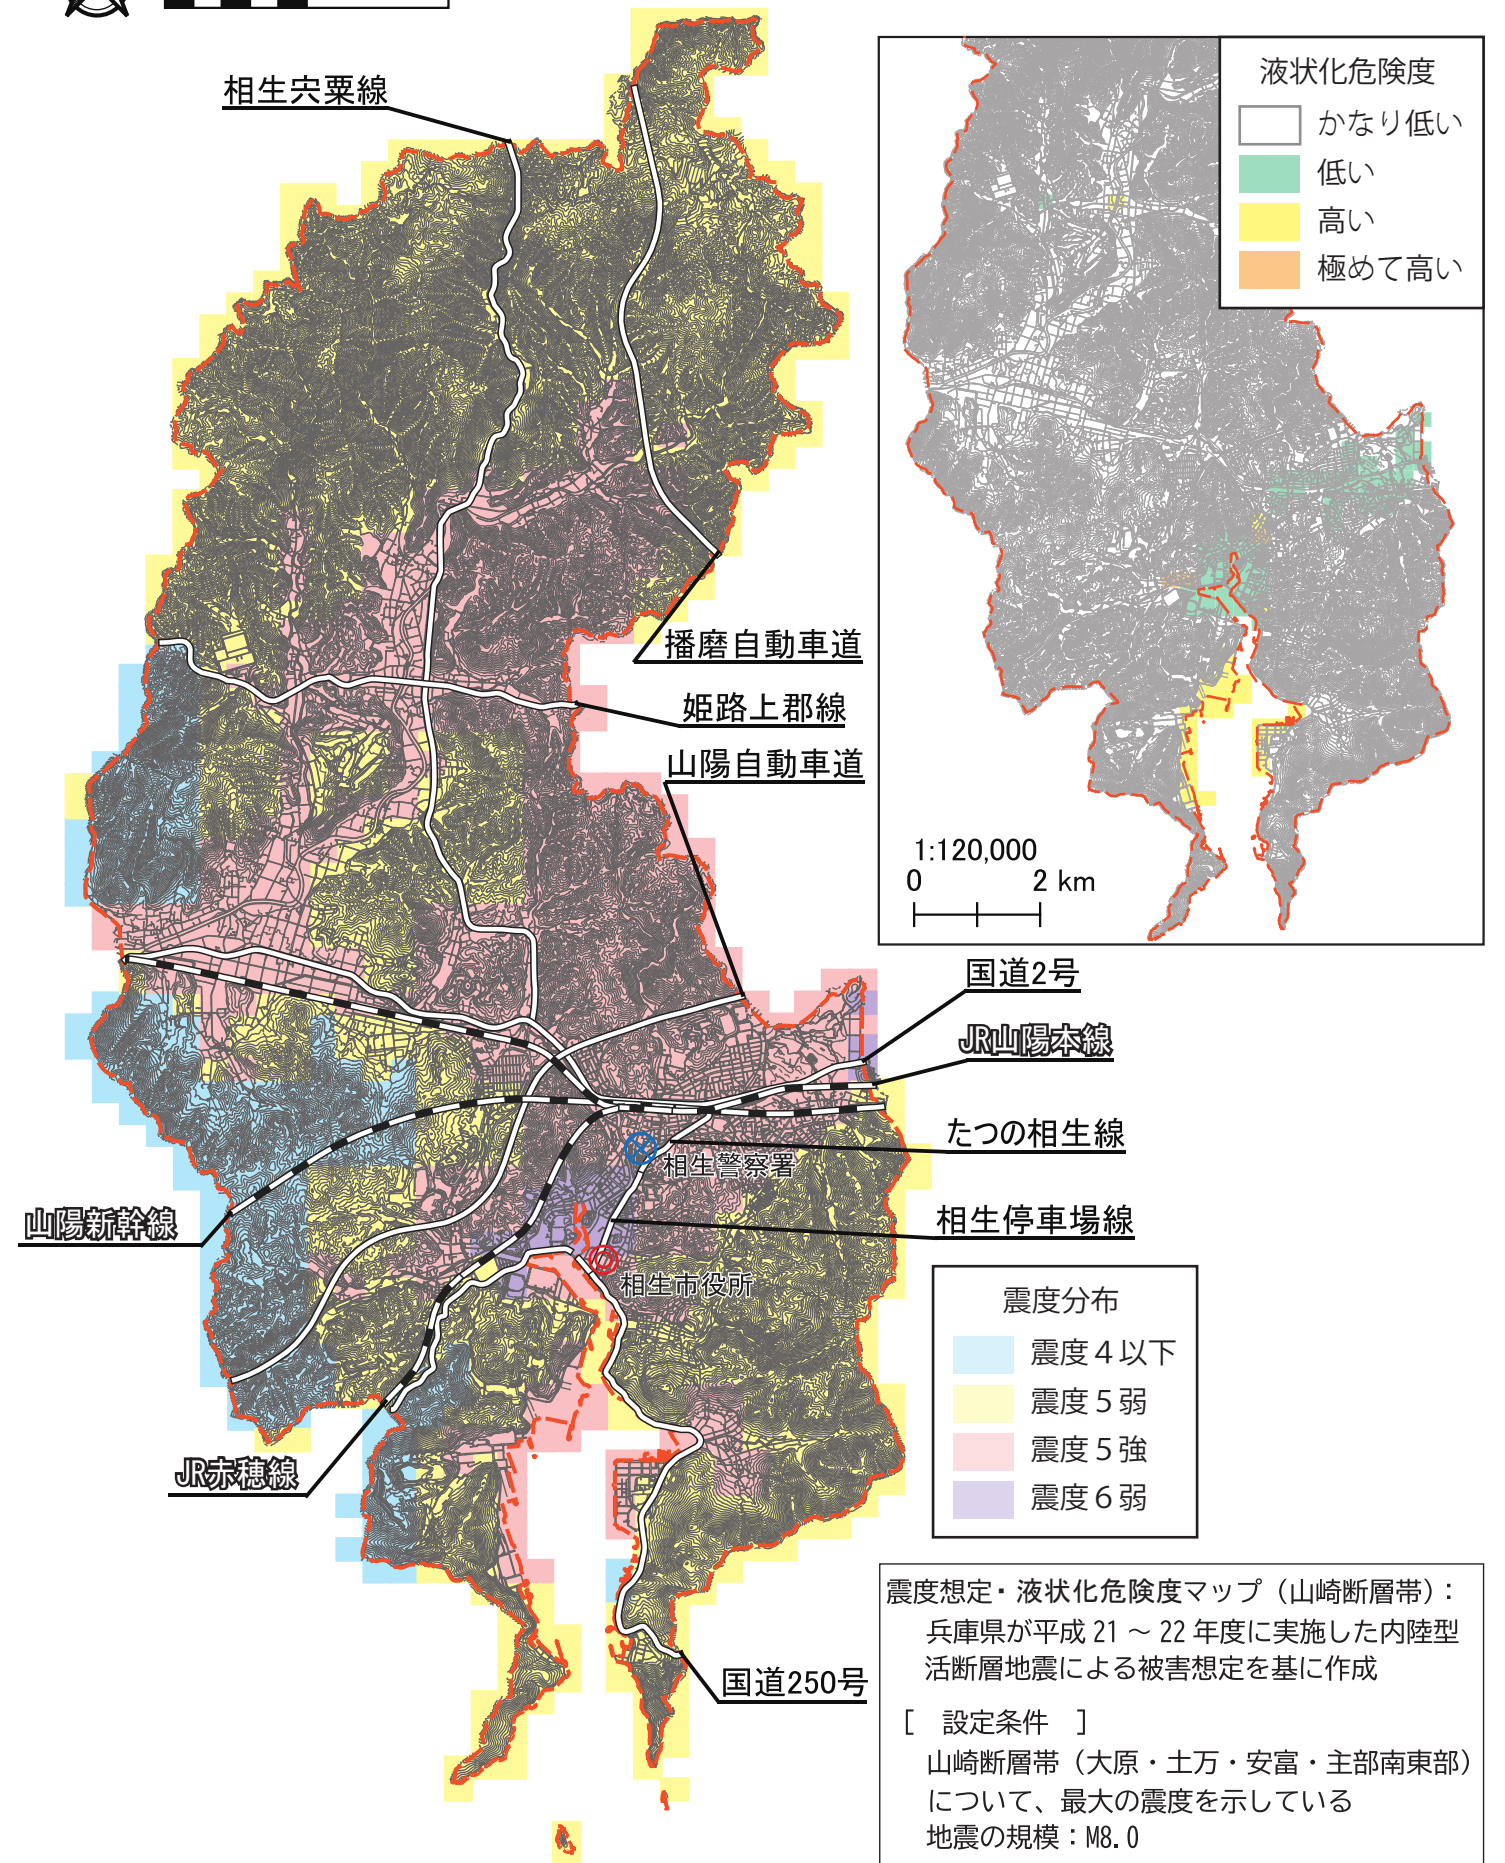 相生宍粟線
液状化危険度
かなり低い
低い
高い
極めて高い
播磨自動車道
姫路上郡線
山陽自動車道
1:120,000
0 2 km
国道2号
JR山陽本線
たつの相生線
相生警察署
相生停車場線
山陽新幹線
相生市役所
震度分布
震度4以下
震度5弱
震度5強
震度6弱
JR赤穂線
国道250号
震度想定・液状化危険度マップ（山崎断層帯）：
兵庫県が平成 21 ～ 22 年度に実施した内陸型
活断層地震による被害想定を基に作成
［ 設定条件 ］
山崎断層帯（大原・土万・安富・主部南東部）
について、最大の震度を示している
地震の規模：M8.0